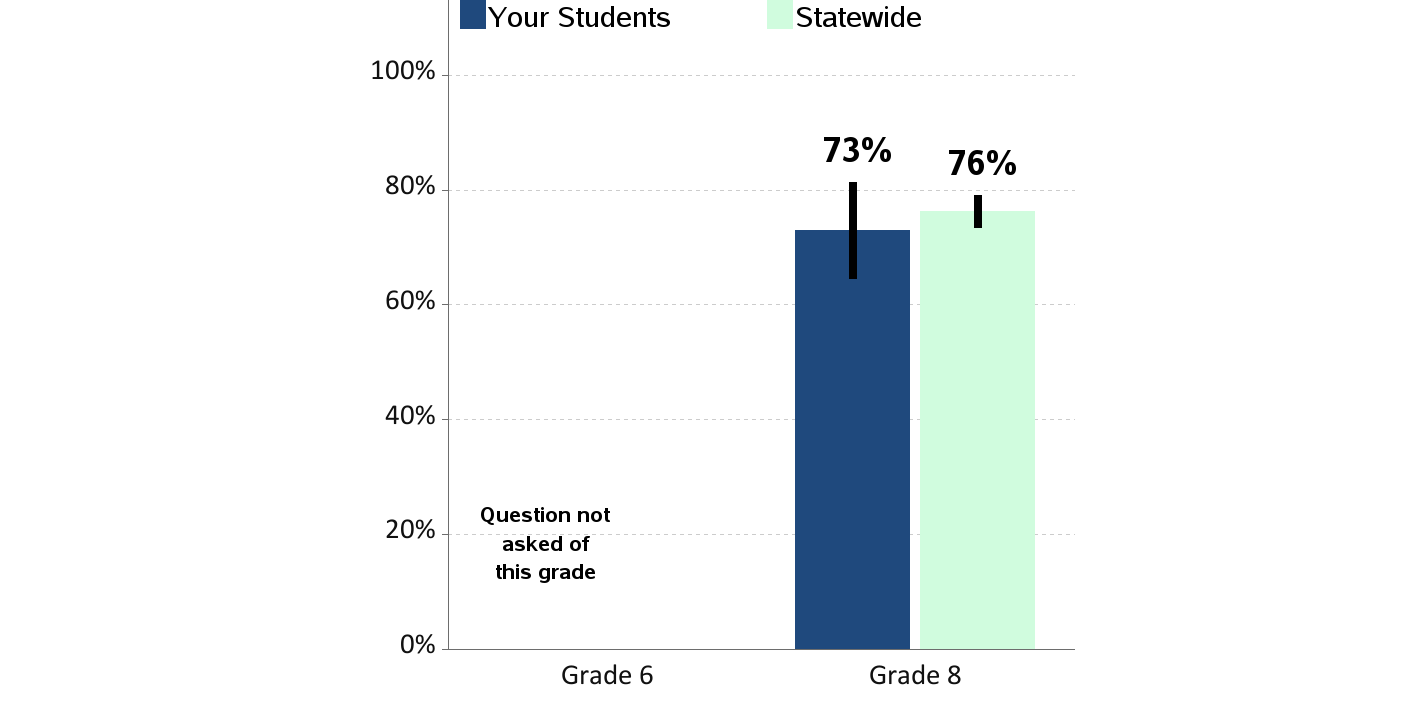 Your Students Statewide
100%
73%
76%
80%
60%
40%
Question not
20%
asked of
this grade
0%
Grade 6 Grade 8